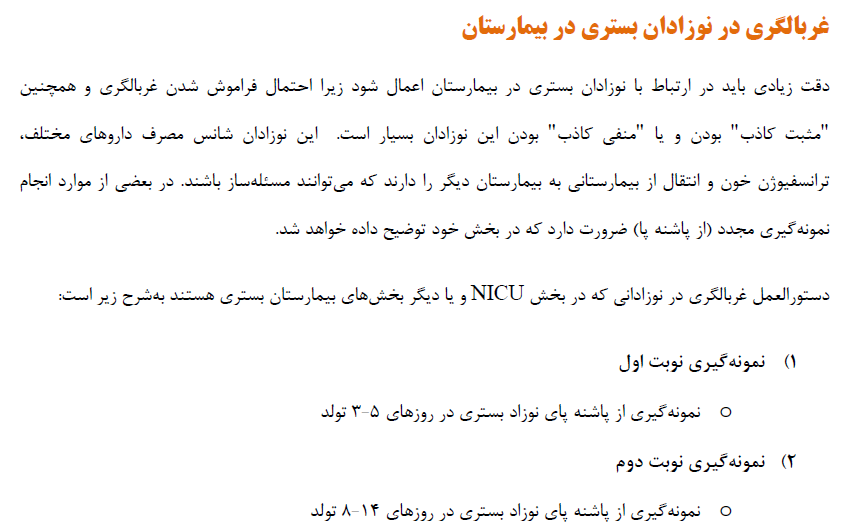 غربالگری در نوزادان بستری در بیمارستان
دقت زیادی باید در ارتباط با نوزادان بستری در بیمارستان اعمال شود زیرا احتمال فراموش شدن غربالگری و همچنین
"مثبت کاذب" بودن و یا "منفی کاذب" بودن این نوزادان بسیار است. این نوزادان شانس مصرف داروهای مختلف،
ترانسفیوژن خون و انتقال از بیمارستانی به بیمارستان دیگر را دارند که می‌توانند مسئله‌ساز باشند. در بعضی از موارد انجام
نمونه‌گیری مجدد (از پاشنه پا) ضرورت دارد که در بخش خود توضیح داده خواهد شد.
دستورالعمل غربالگری در نوزادانی که در بخش NICU و یا دیگر بخش‌های بیمارستان بستری هستند به‌شرح زیر است:
۱) نمونه‌گیری نوبت اول
o نمونه‌گیری از پاشنه پای نوزاد بستری در روزهای ۵-۳ تولد
۲) نمونه‌گیری نوبت دوم
o نمونه‌گیری از پاشنه پای نوزاد بستری در روزهای ۱۴-۸ تولد